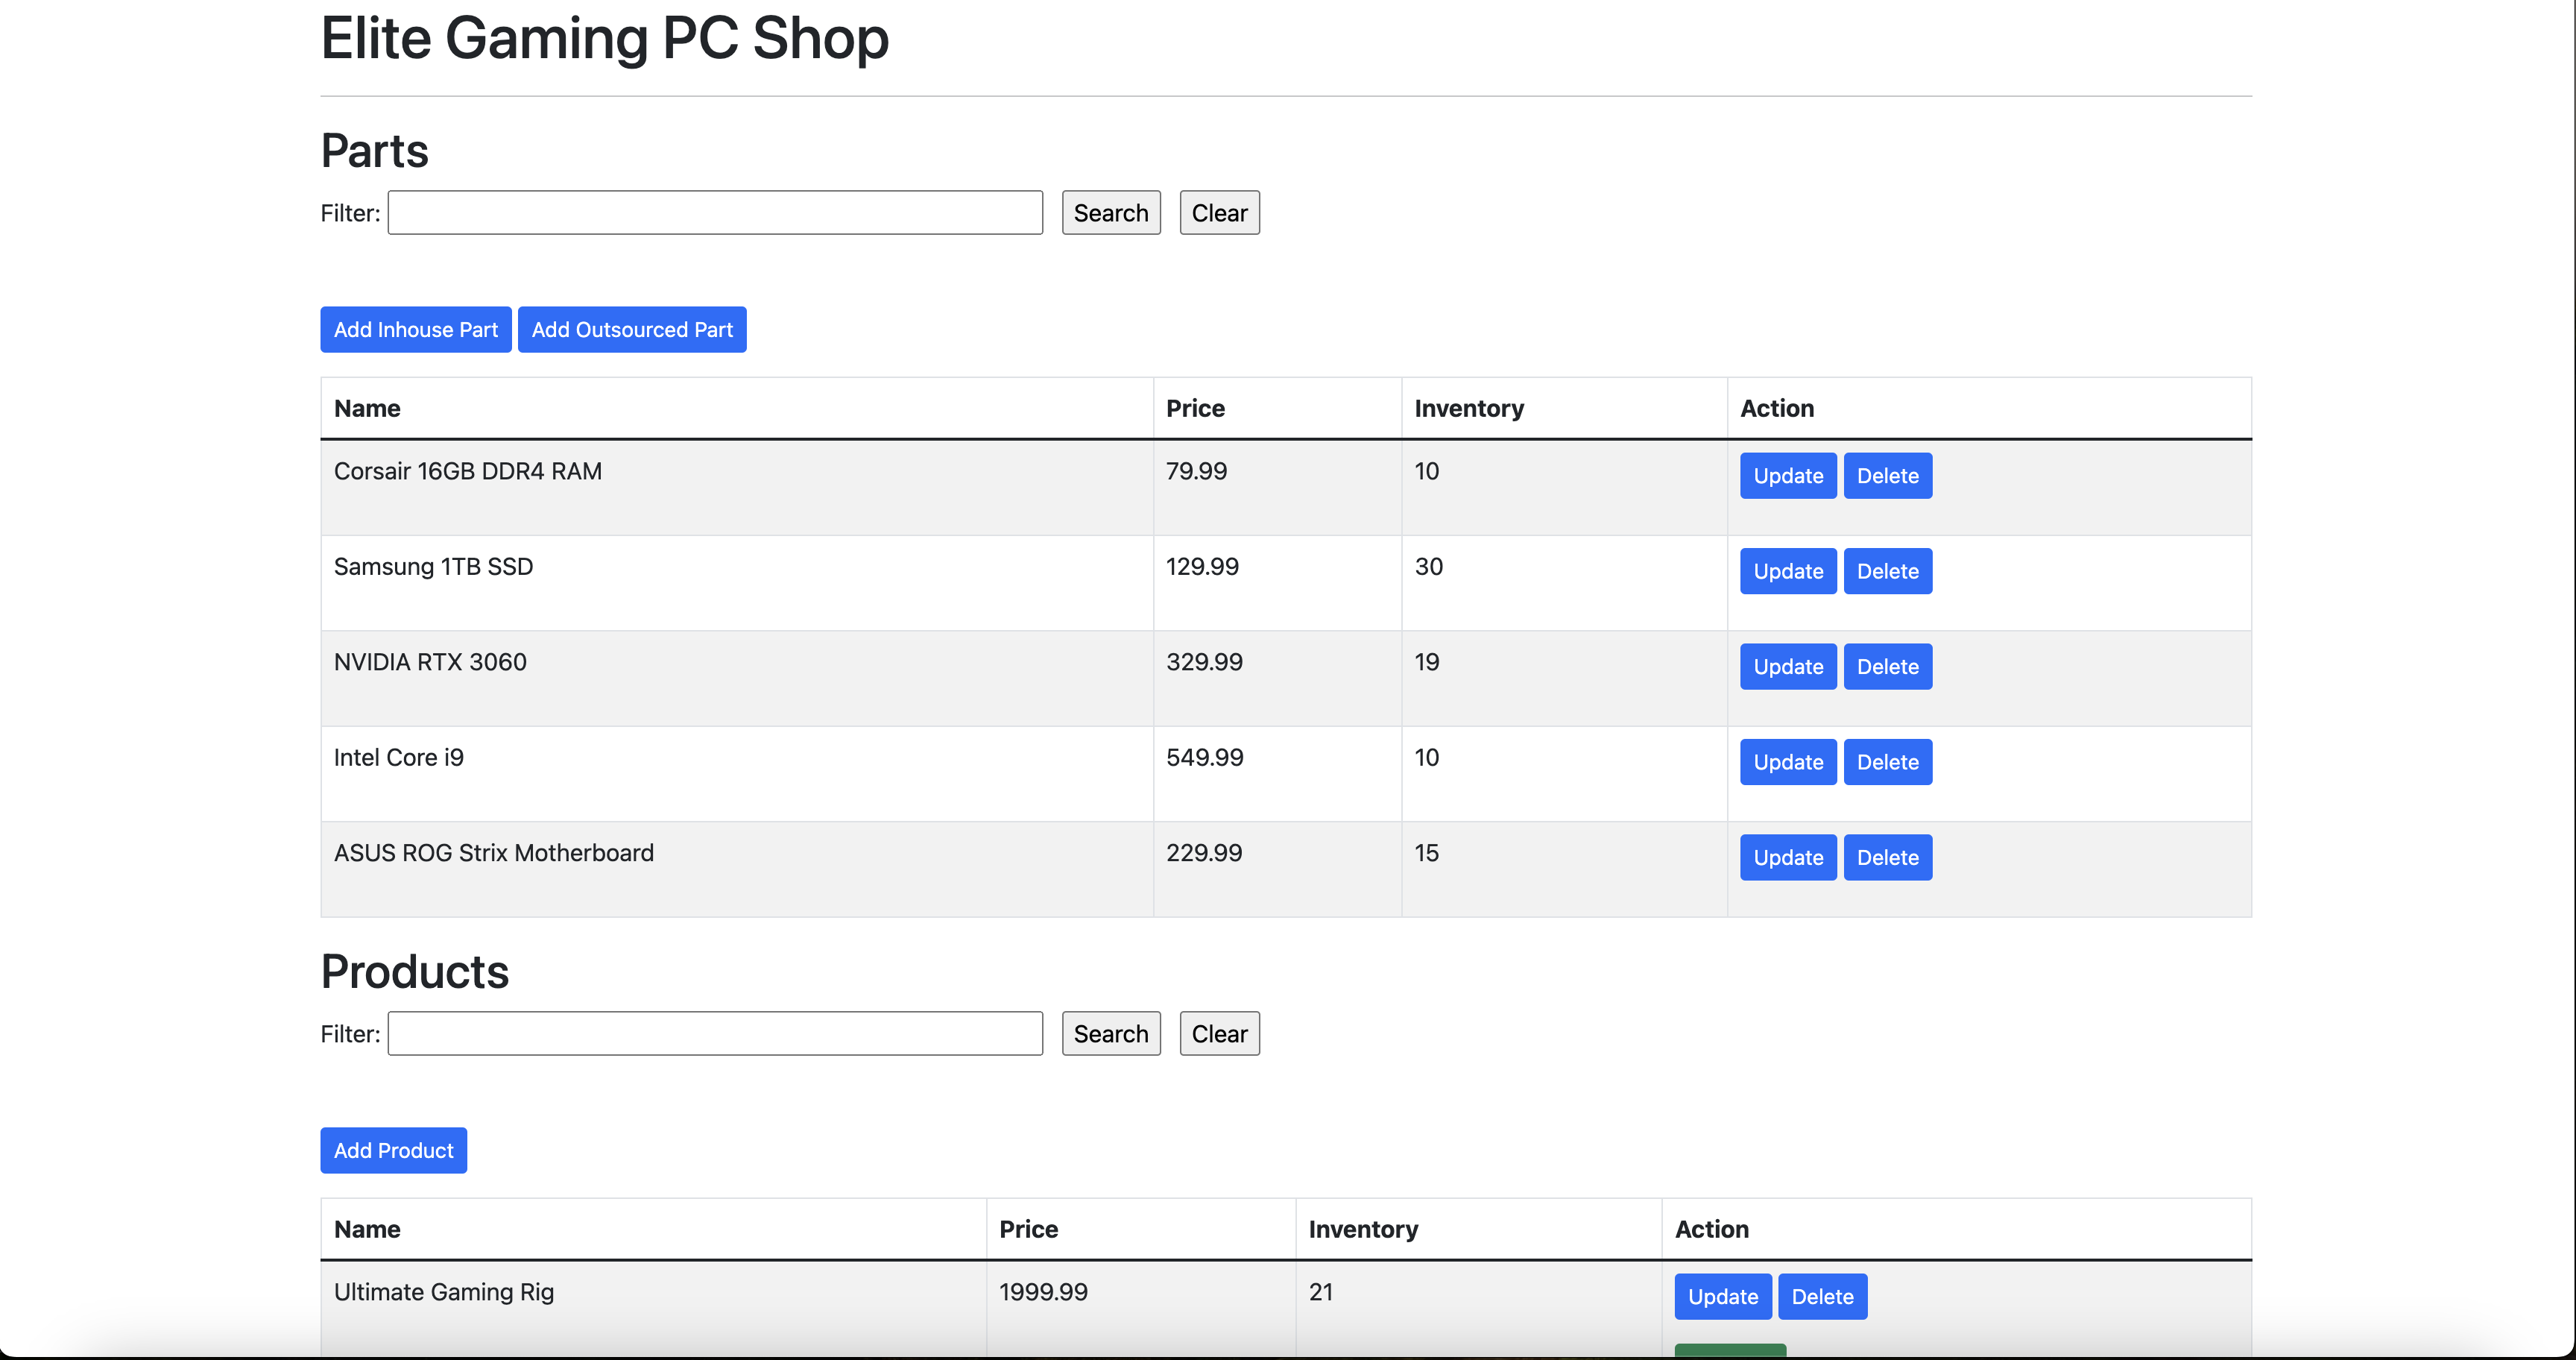 Elite Gaming PC Shop
Parts
Filter: Search Clear
Add Inhouse Part Add Outsourced Part
Name Price Inventory Action
Corsair 16GB DDR4 RAM 79.99 10 Update Delete
Samsung 1TB SSD 129.99 30 Update Delete
NVIDIA RTX 3060 329.99 19 Update Delete
Intel Core i9 549.99 10 Update Delete
ASUS ROG Strix Motherboard 229.99 15 Update Delete
Products
Filter: Search Clear
Add Product
Name Price Inventory Action
Ultimate Gaming Rig 1999.99 21 Update Delete